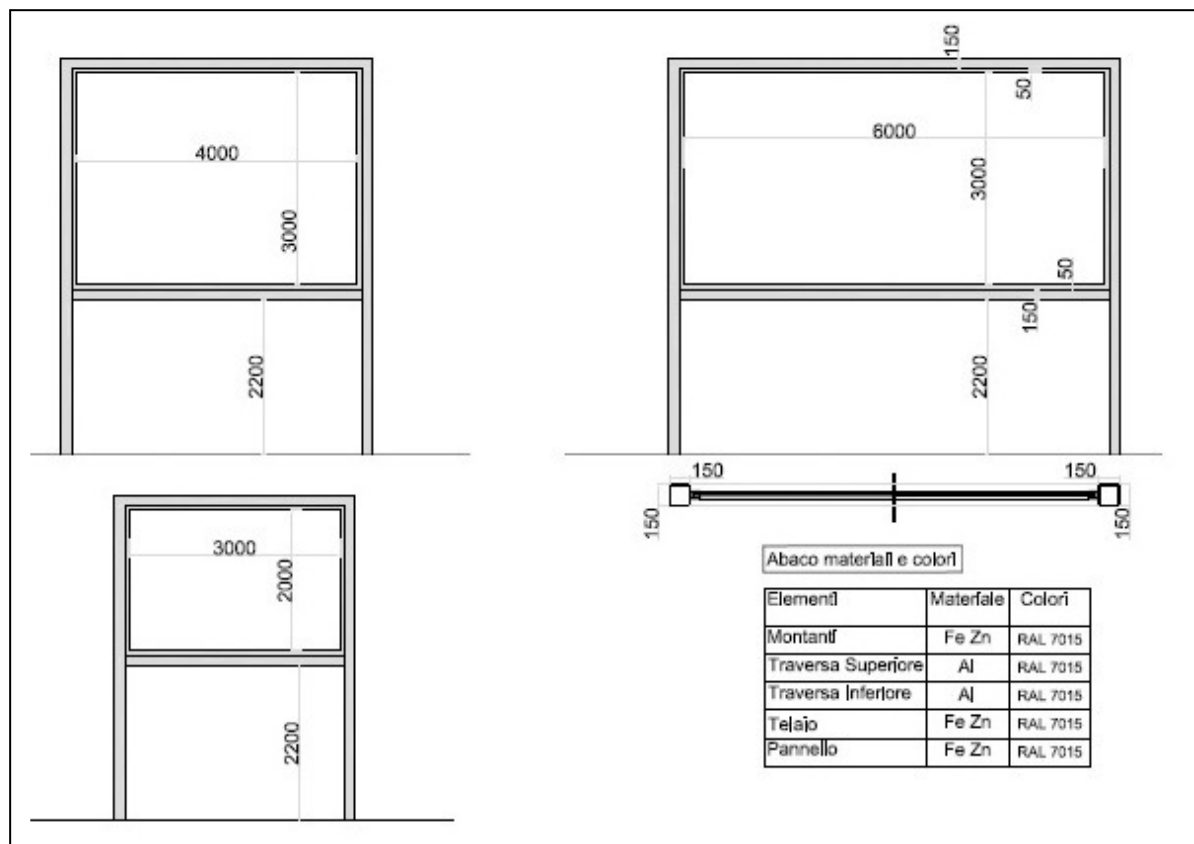 4000
3000
2200
150
50
6000
3000
50
150
2200
3000
2000
2200
150 150
150 150
Abaco materiali e colori
Elementi Materiale Colori
Montanti Fe Zn RAL 7015
Traversa Superiore Al RAL 7015
Traversa Inferiore Al RAL 7015
Telaio Fe Zn RAL 7015
Pannello Fe Zn RAL 7015